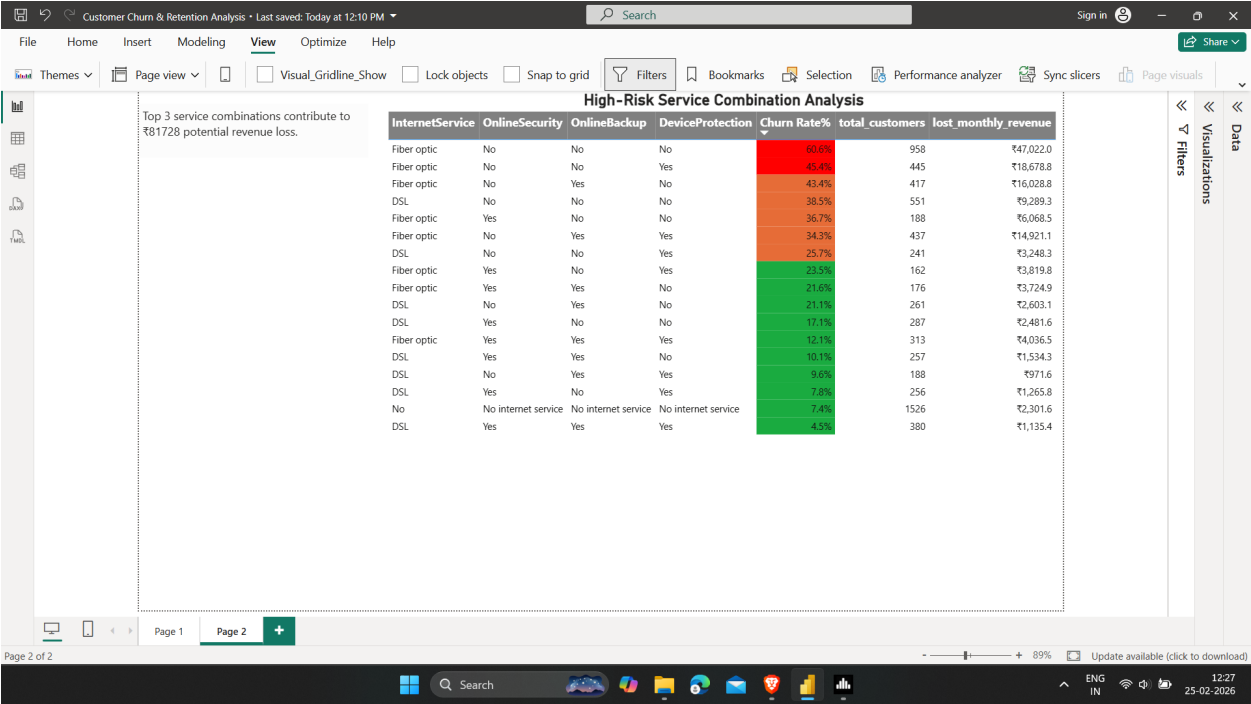 Customer Churn & Retention Analysis • Last saved: Today at 12:10 PM
Search
Sign in
File Home Insert Modeling View Optimize Help
Share
Themes Page view Visual_Gridline_Show Lock objects Snap to grid Filters Bookmarks Selection Performance analyzer Sync slicers Page visuals
High-Risk Service Combination Analysis
Top 3 service combinations contribute to
₹81728 potential revenue loss.
InternetService OnlineSecurity OnlineBackup DeviceProtection Churn Rate% total_customers lost_monthly_revenue
Fiber optic No No No 60.6% 958 ₹47,022.0
Fiber optic No No Yes 45.4% 445 ₹18,678.8
Fiber optic No Yes No 43.4% 417 ₹16,028.8
DSL No No No 38.5% 551 ₹9,289.3
Fiber optic Yes No No 36.7% 188 ₹6,068.5
Fiber optic No Yes Yes 34.3% 437 ₹14,921.1
DSL No No Yes 25.7% 241 ₹3,248.3
Fiber optic Yes No Yes 23.5% 162 ₹3,819.8
Fiber optic Yes Yes No 21.6% 176 ₹3,724.9
DSL No Yes No 21.1% 261 ₹2,603.1
DSL Yes No No 17.1% 287 ₹2,481.6
Fiber optic Yes Yes Yes 12.1% 313 ₹4,036.5
DSL Yes Yes No 10.1% 257 ₹1,534.3
DSL No Yes Yes 9.6% 188 ₹971.6
DSL Yes No Yes 7.8% 256 ₹1,265.8
No No internet service No internet service No internet service 7.4% 1526 ₹2,301.6
DSL Yes Yes Yes 4.5% 380 ₹1,135.4
Filters
Visualizations
Data
DAX
TMDL
Page 1 Page 2 +
Page 2 of 2
- + 89% Update available (click to download)
Search
ENG
IN
12:27
25-02-2026